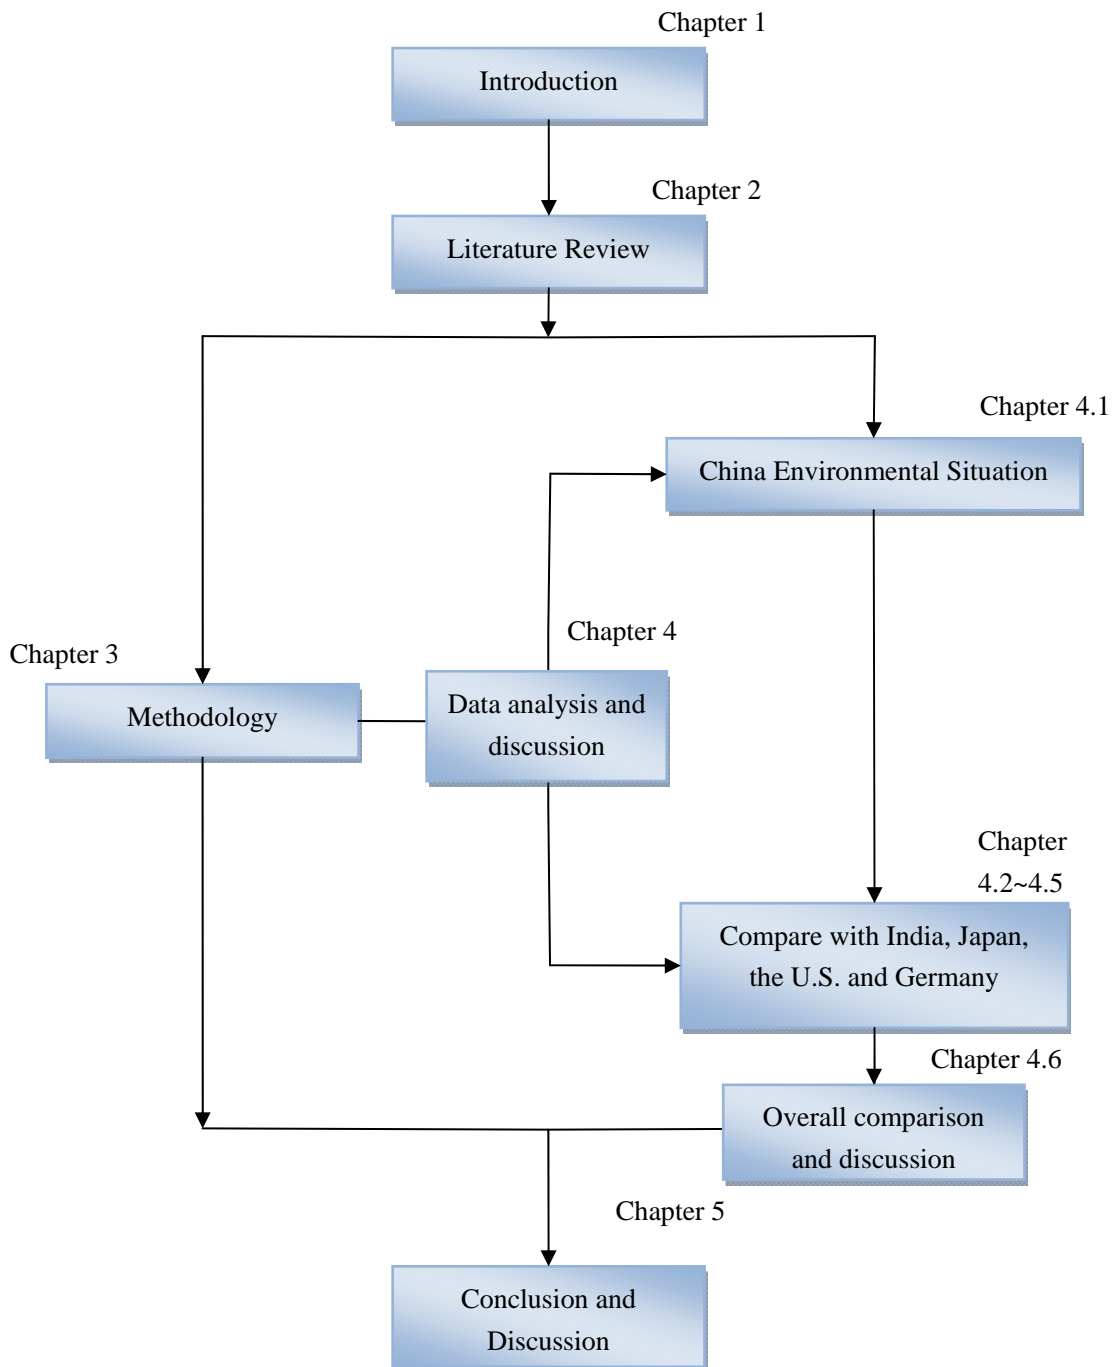 Chapter 1
Introduction
Chapter 2
Literature Review
Chapter 4.1
China Environmental Situation
Chapter 4
Chapter 3
Data analysis and
discussion
Methodology
Chapter
4.2~4.5
Compare with India, Japan,
the U.S. and Germany
Chapter 4.6
Overall comparison
and discussion
Chapter 5
Conclusion and
Discussion